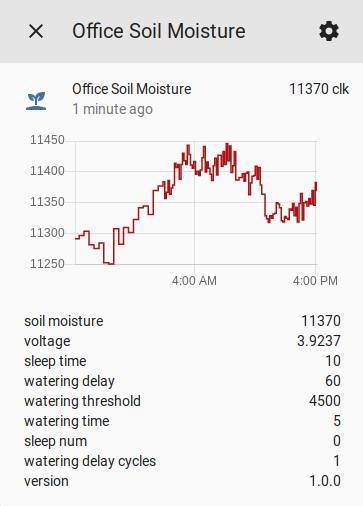 Office Soil Moisture
Office Soil Moisture 11370 clk
1 minute ago
11450
11400
11350
11300
11250
4:00 AM 4:00 PM
soil moisture 11370
voltage 3.9237
sleep time 10
watering delay 60
watering threshold 4500
watering time 5
sleep num 0
watering delay cycles 1
version 1.0.0